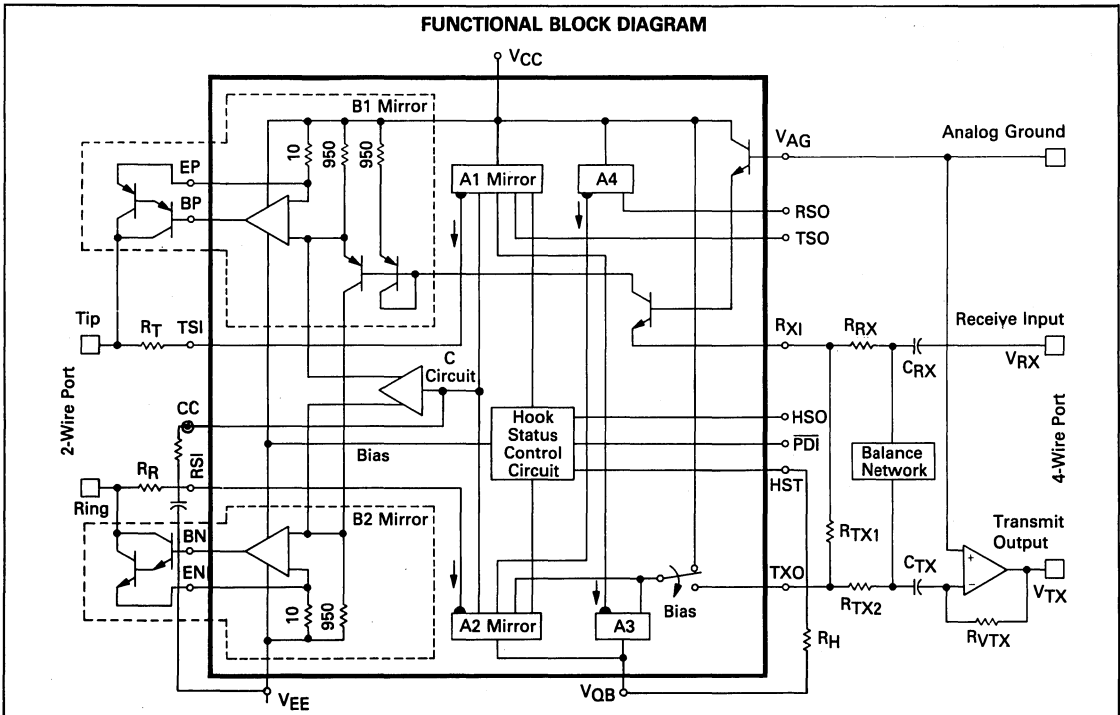 FUNCTIONAL BLOCK DIAGRAM
VCC
B1 Mirror
10
950
950
EP
BP
A1 Mirror
A4
VAG
Analog Ground
RSO
TSO
Tip
RT
TSI
RXI
RRX
CRX
Receive Input
VRX
2-Wire Port
C
Circuit
CC
Hook
Status
Control
Circuit
HSO
PDI
HST
Balance
Network
4-Wire Port
Bias
RR
RSI
Ring
B2 Mirror
BN
EN
10
950
A2 Mirror
A3
Bias
TXO
RTX1
RTX2
CTX
+
−
Transmit
Output
VTX
RVTX
RH
VEE
VQB